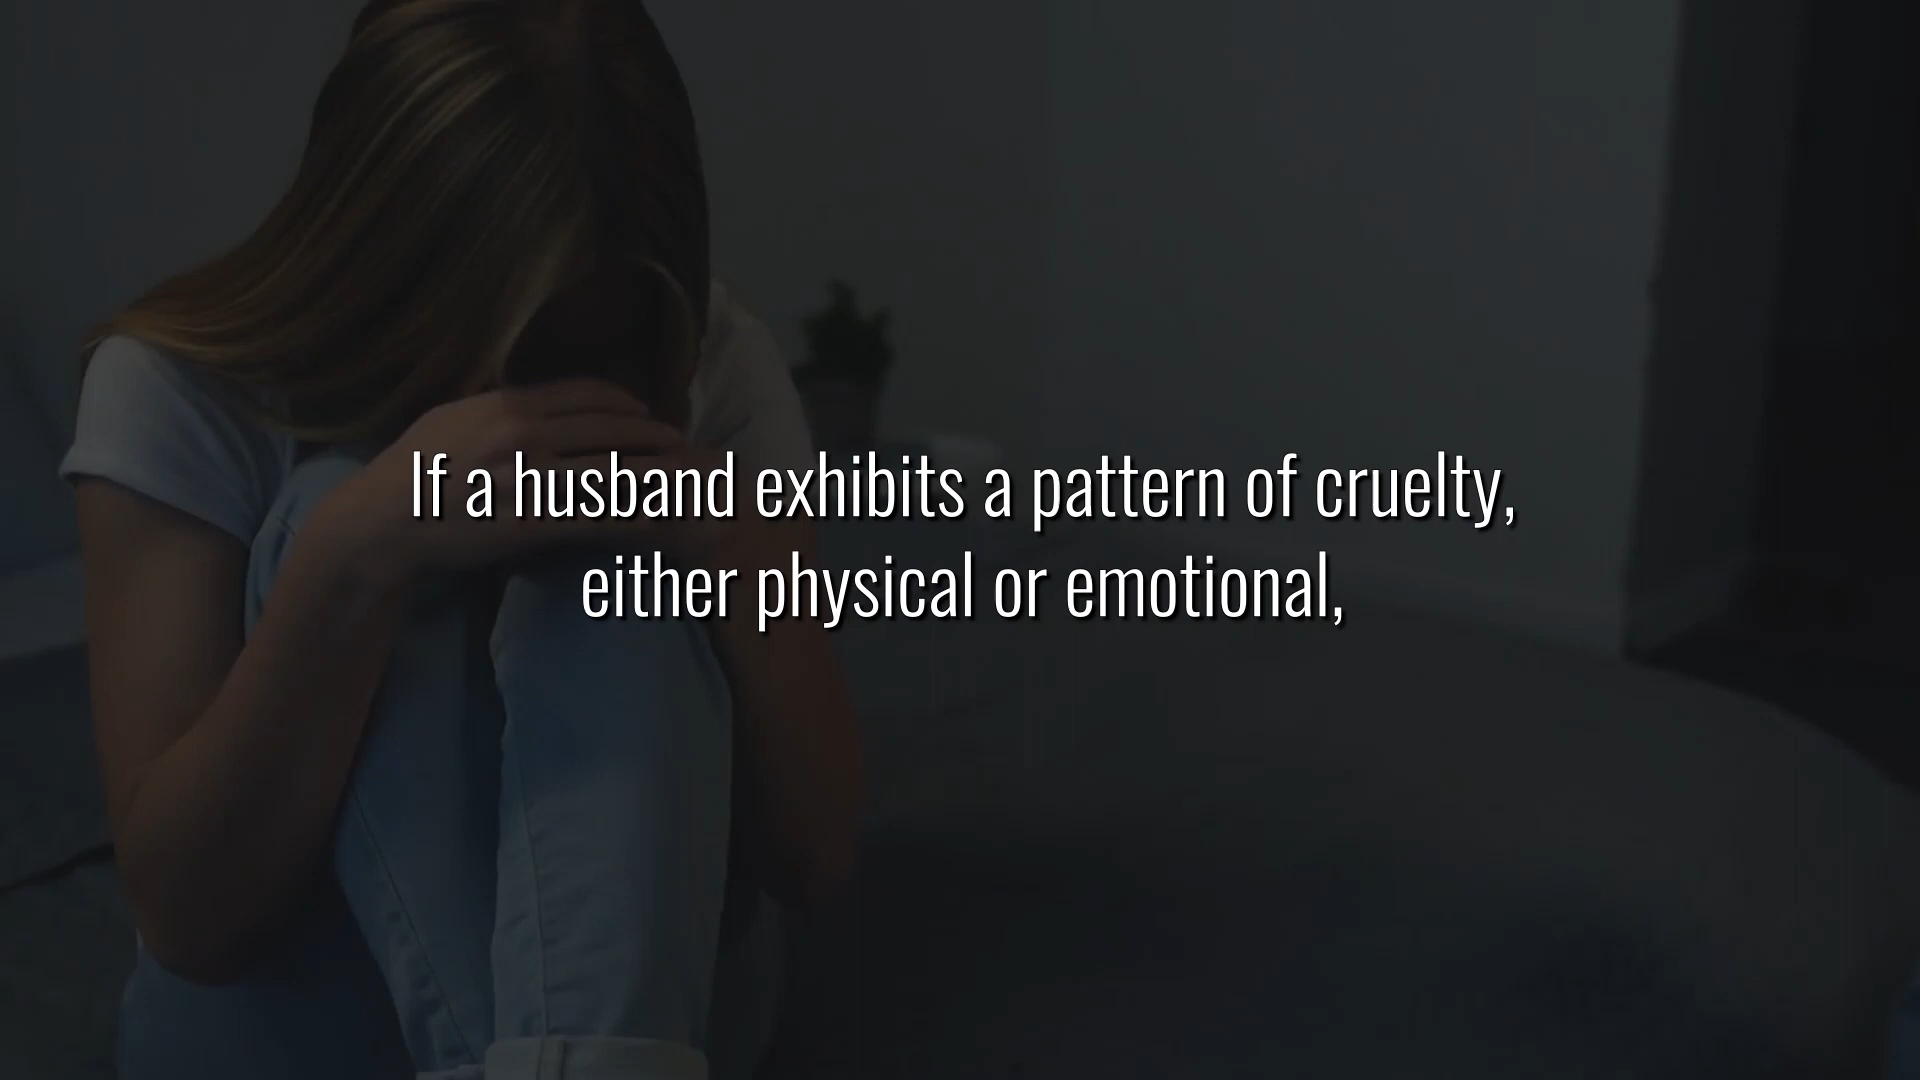 If a husband exhibits a pattern of cruelty,
either physical or emotional,